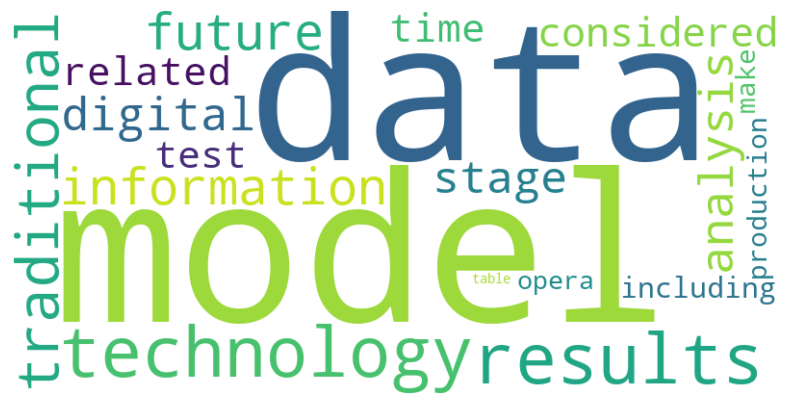 traditional
future
time
considered
related
data
digital
test
information
stage
analysis
make
production
model
table
opera
including
technology
results